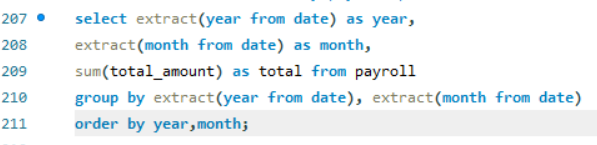 207 select extract(year from date) as year,
208 extract(month from date) as month,
209 sum(total_amount) as total from payroll
210 group by extract(year from date), extract(month from date)
211 order by year,month;